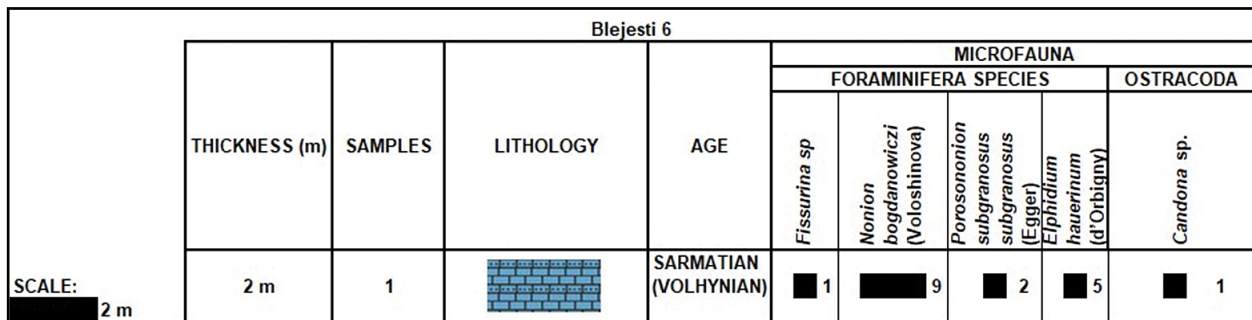 Blejesti 6
MICROFAUNA
FORAMINIFERA SPECIES
OSTRACODA
THICKNESS (m)
SAMPLES
LITHOLOGY
AGE
Fissurina sp
Nonion
bogdanowiczi
(Voloshinova)
Porosononion
subgranosus
subgranosus
(Egger)
Elphidium
hauerinum
(d'Orbigny)
Candona sp.
SCALE:
2 m
2 m
1
SARMATIAN
(VOLHYNIAN)
1
9
2
5
1